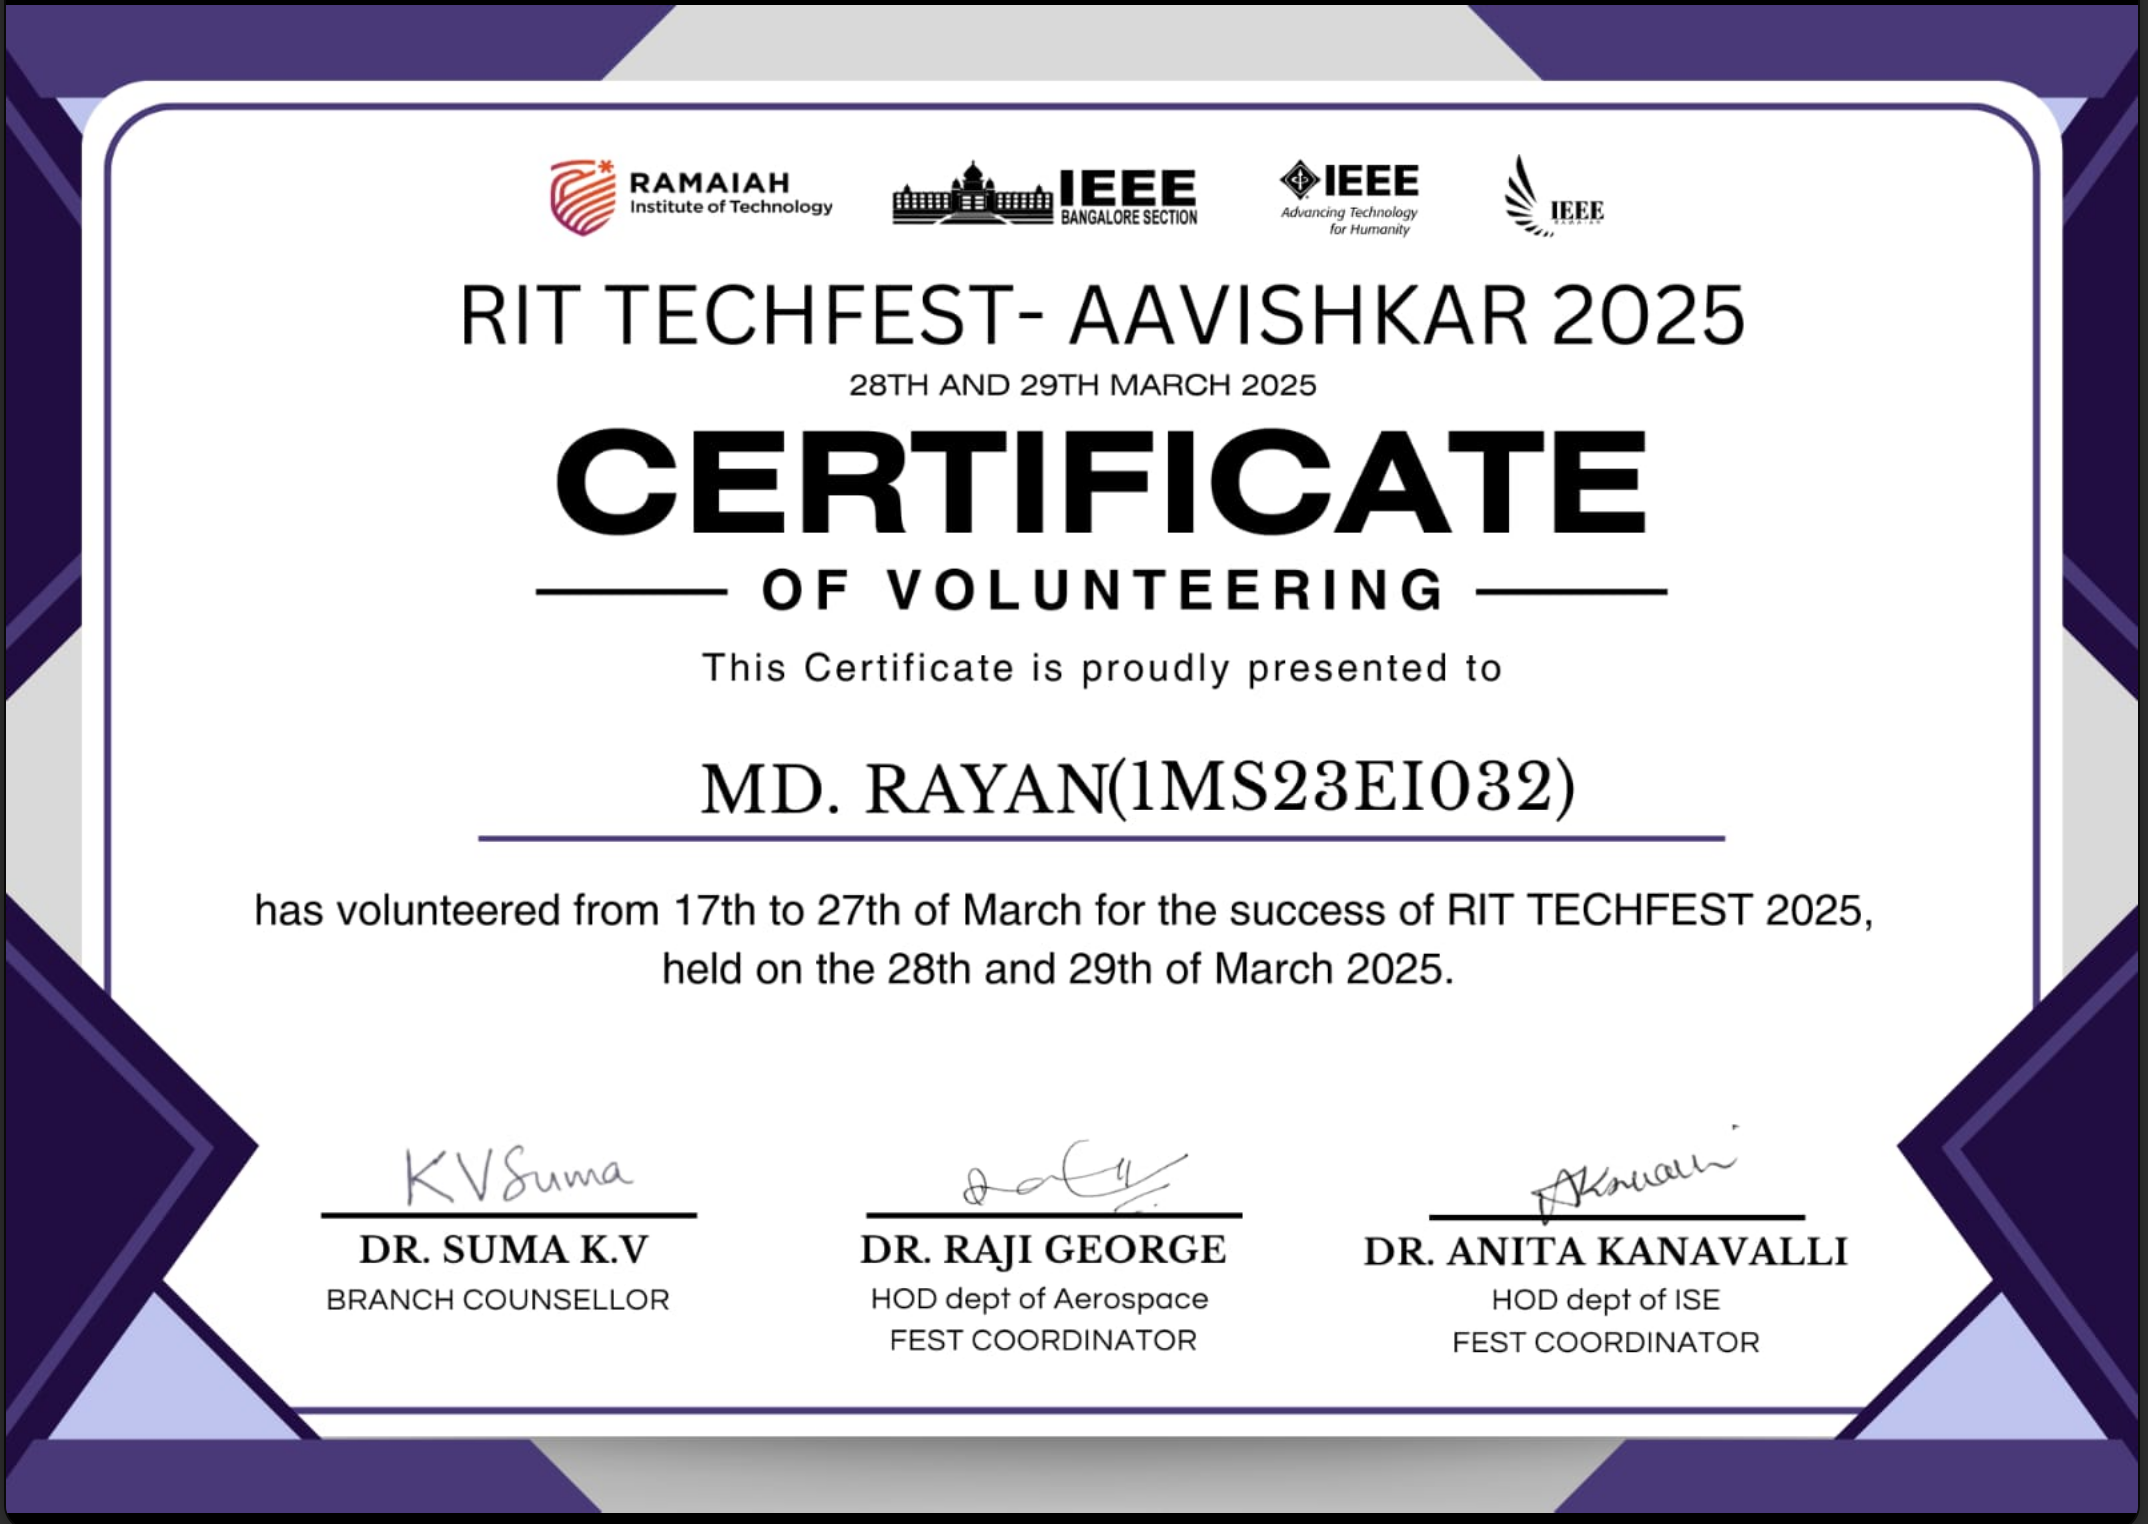 RAMAIAH
Institute of Technology
IEEE
BANGALORE SECTION
IEEE
Advancing Technology
for Humanity
IEEE
RIT TECHFEST- AAVISHKAR 2025
28TH AND 29TH MARCH 2025
CERTIFICATE
OF VOLUNTEERING
This Certificate is proudly presented to
MD. RAYAN(1MS23EI032)
has volunteered from 17th to 27th of March for the success of RIT TECHFEST 2025,
held on the 28th and 29th of March 2025.
KVSuma
DR. SUMA K.V
BRANCH COUNSELLOR
DR. RAJI GEORGE
HOD dept of Aerospace
FEST COORDINATOR
DR. ANITA KANAVALLI
HOD dept of ISE
FEST COORDINATOR